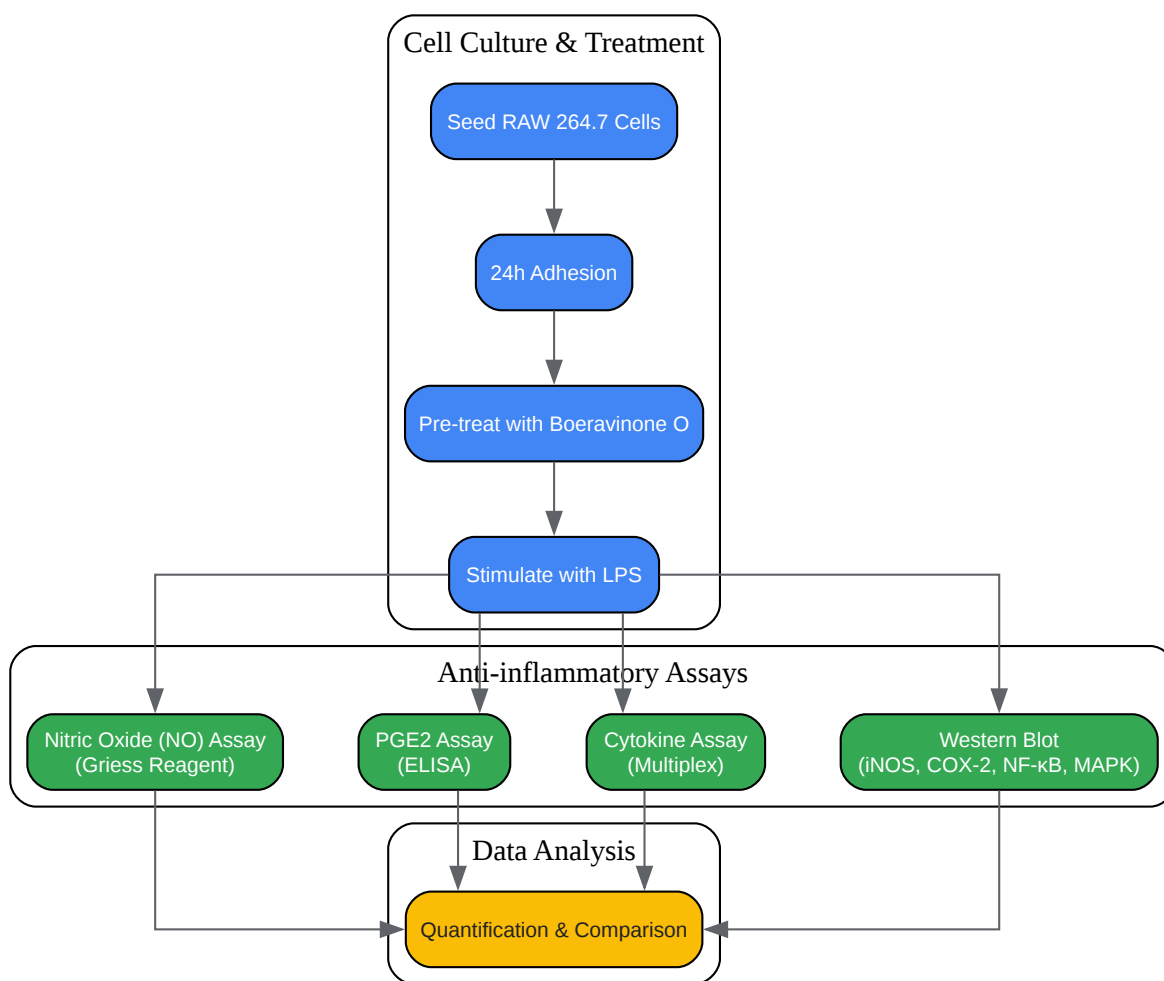 Cell Culture & Treatment
Seed RAW 264.7 Cells
24h Adhesion
Pre-treat with Boeravinone O
Stimulate with LPS
Anti-inflammatory Assays
Nitric Oxide (NO) Assay
(Griess Reagent)
PGE2 Assay
(ELISA)
Cytokine Assay
(Multiplex)
Western Blot
(iNOS, COX-2, NF-κB, MAPK)
Data Analysis
Quantification & Comparison